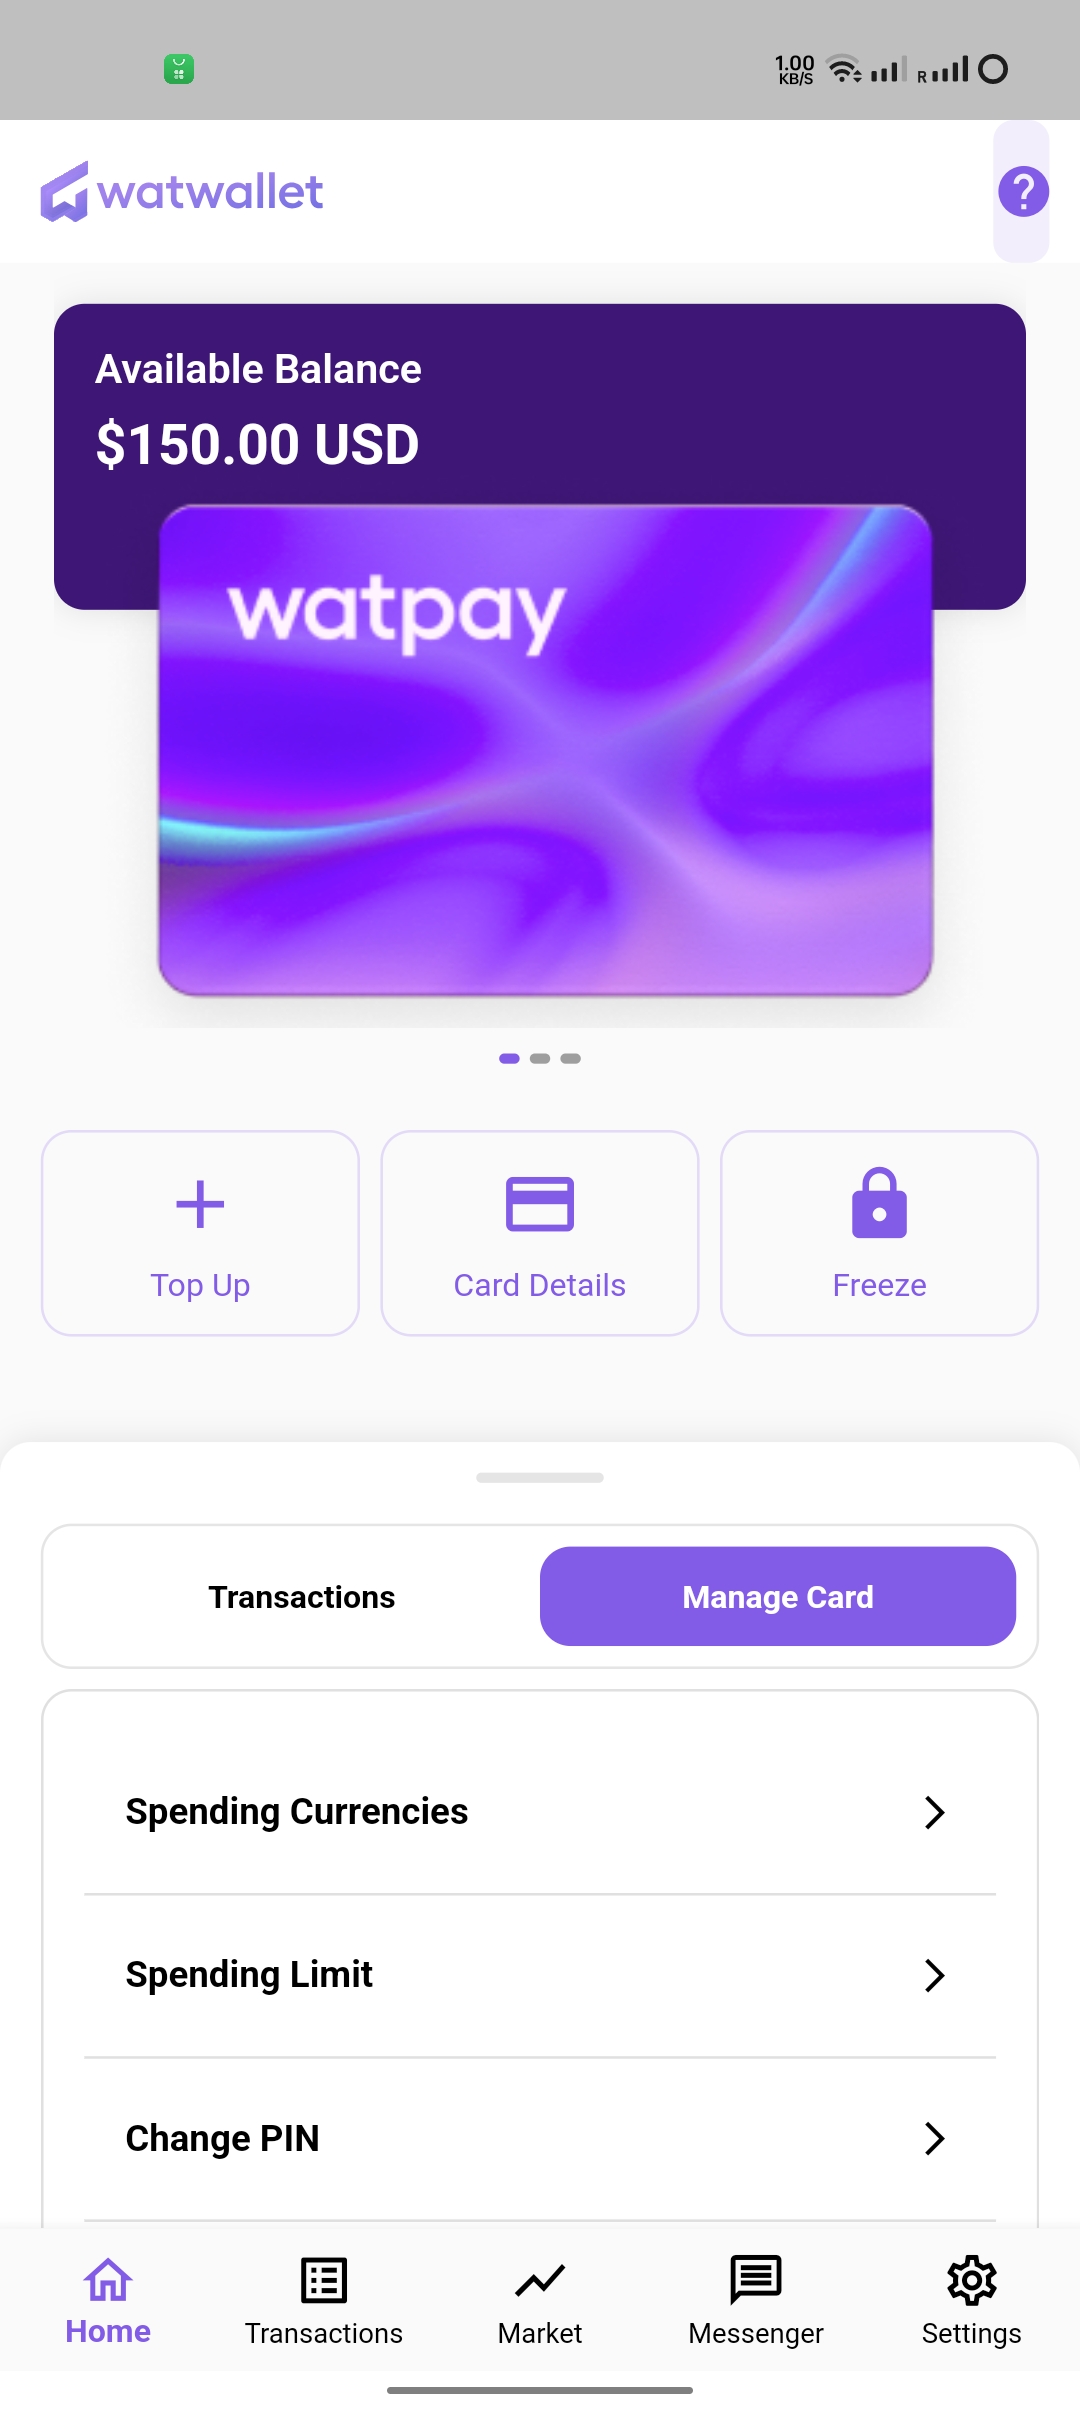 1.00
KB/S
R
watwallet
?
Available Balance
$150.00 USD
watpay
Top Up
Card Details
Freeze
Transactions
Manage Card
Spending Currencies
Spending Limit
Change PIN
Home
Transactions
Market
Messenger
Settings